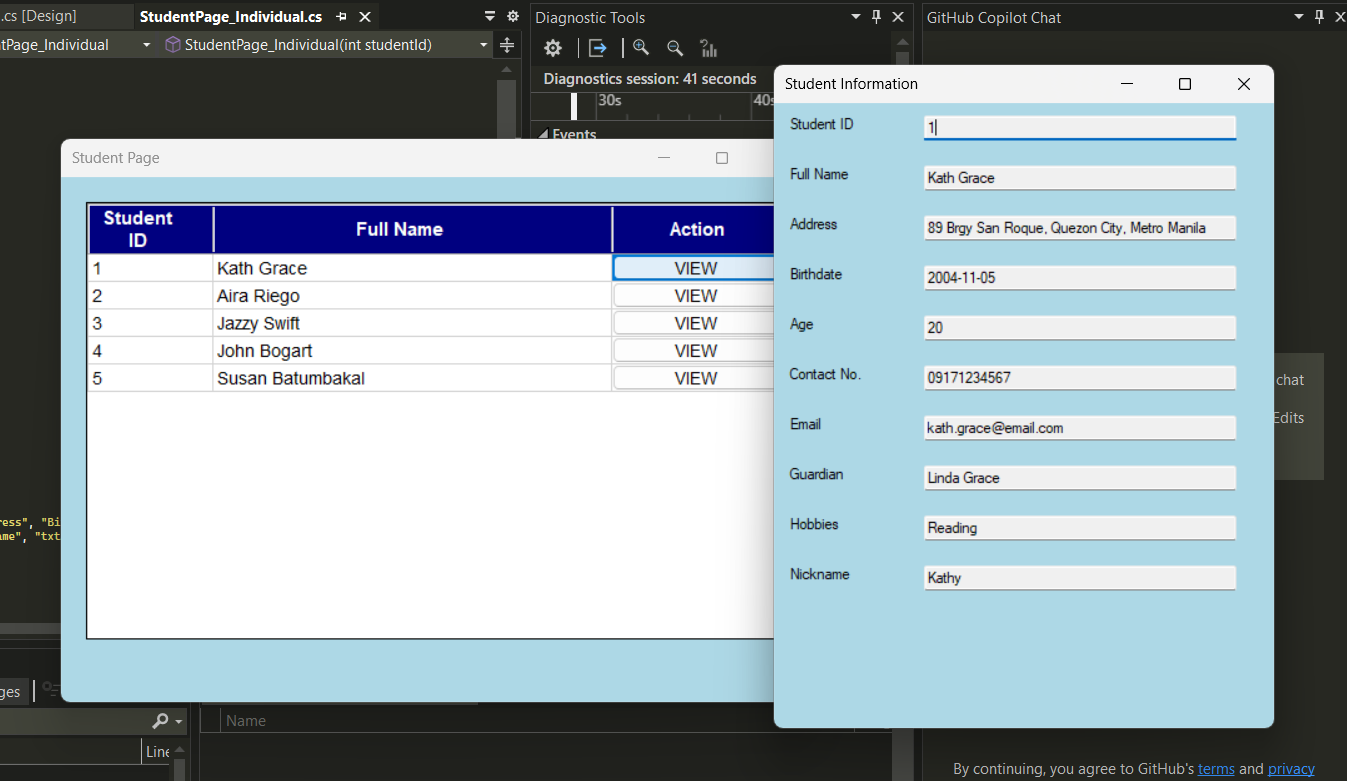 .cs [Design]
StudentPage_Individual.cs
tPage_Individual
StudentPage_Individual(int studentId)
Diagnostic Tools
Diagnostics session: 41 seconds
30s
40s
Events
GitHub Copilot Chat
Student Page
Student ID Full Name Action
1 Kath Grace VIEW
2 Aira Riego VIEW
3 Jazzy Swift VIEW
4 John Bogart VIEW
5 Susan Batumbakal VIEW
Student Information
Student ID 1
Full Name Kath Grace
Address 89 Brgy San Roque, Quezon City, Metro Manila
Birthdate 2004-11-05
Age 20
Contact No. 09171234567
Email kath.grace@email.com
Guardian Linda Grace
Hobbies Reading
Nickname Kathy
chat
Edits
ress", "Bi
ame", "txt
ges
Name
Line
By continuing, you agree to GitHub's terms and privacy